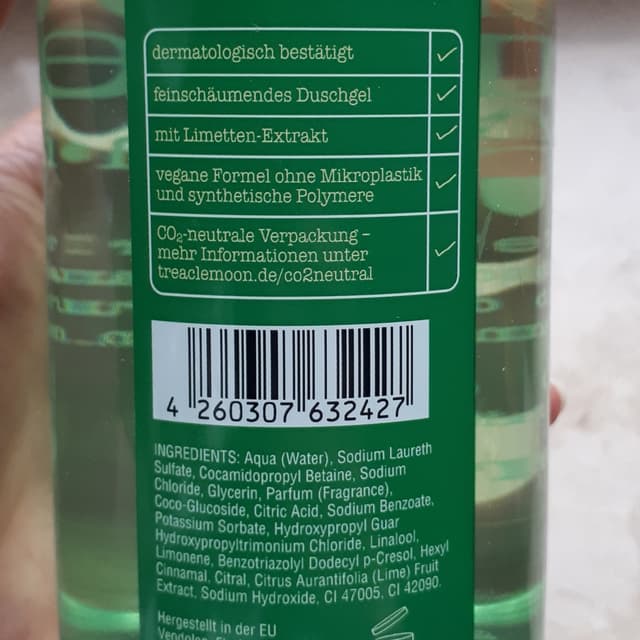 dermatologisch bestätigt
feinschäumendes Duschgel
mit Limetten-Extrakt
vegane Formel ohne Mikroplastik
und synthetische Polymere
CO₂-neutrale Verpackung –
mehr Informationen unter
treaclemoon.de/co2neutral
4 260307 632427
INGREDIENTS: Aqua (Water), Sodium Laureth
Sulfate, Cocamidopropyl Betaine, Sodium
Chloride, Glycerin, Parfum (Fragrance),
Coco-Glucoside, Citric Acid, Sodium Benzoate,
Potassium Sorbate, Hydroxypropyl Guar
Hydroxypropyltrimonium Chloride, Linalool,
Limonene, Benzotriazolyl Dodecyl p-Cresol, Hexyl
Cinnamal, Citral, Citrus Aurantifolia (Lime) Fruit
Extract, Sodium Hydroxide, CI 47005, CI 42090.
Hergestellt in der EU